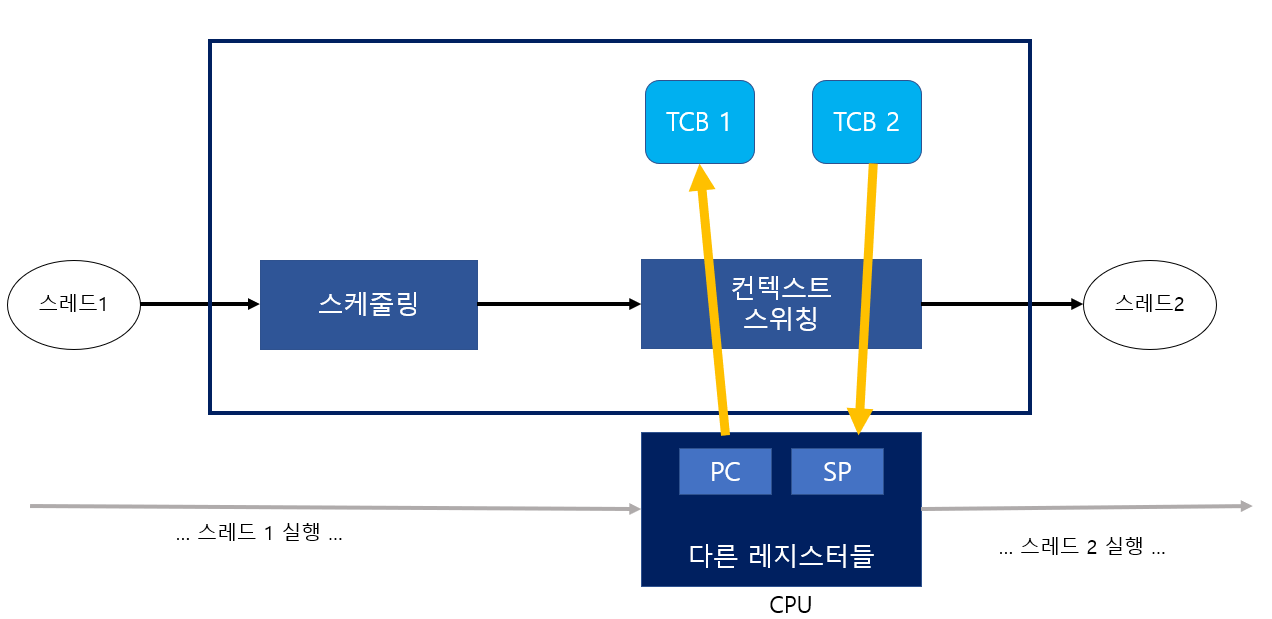 TCB 1
TCB 2
스레드1
스케줄링
컨텍스트
스위칭
스레드2
PC
SP
... 스레드 1 실행 ...
다른 레지스터들
... 스레드 2 실행 ...
CPU